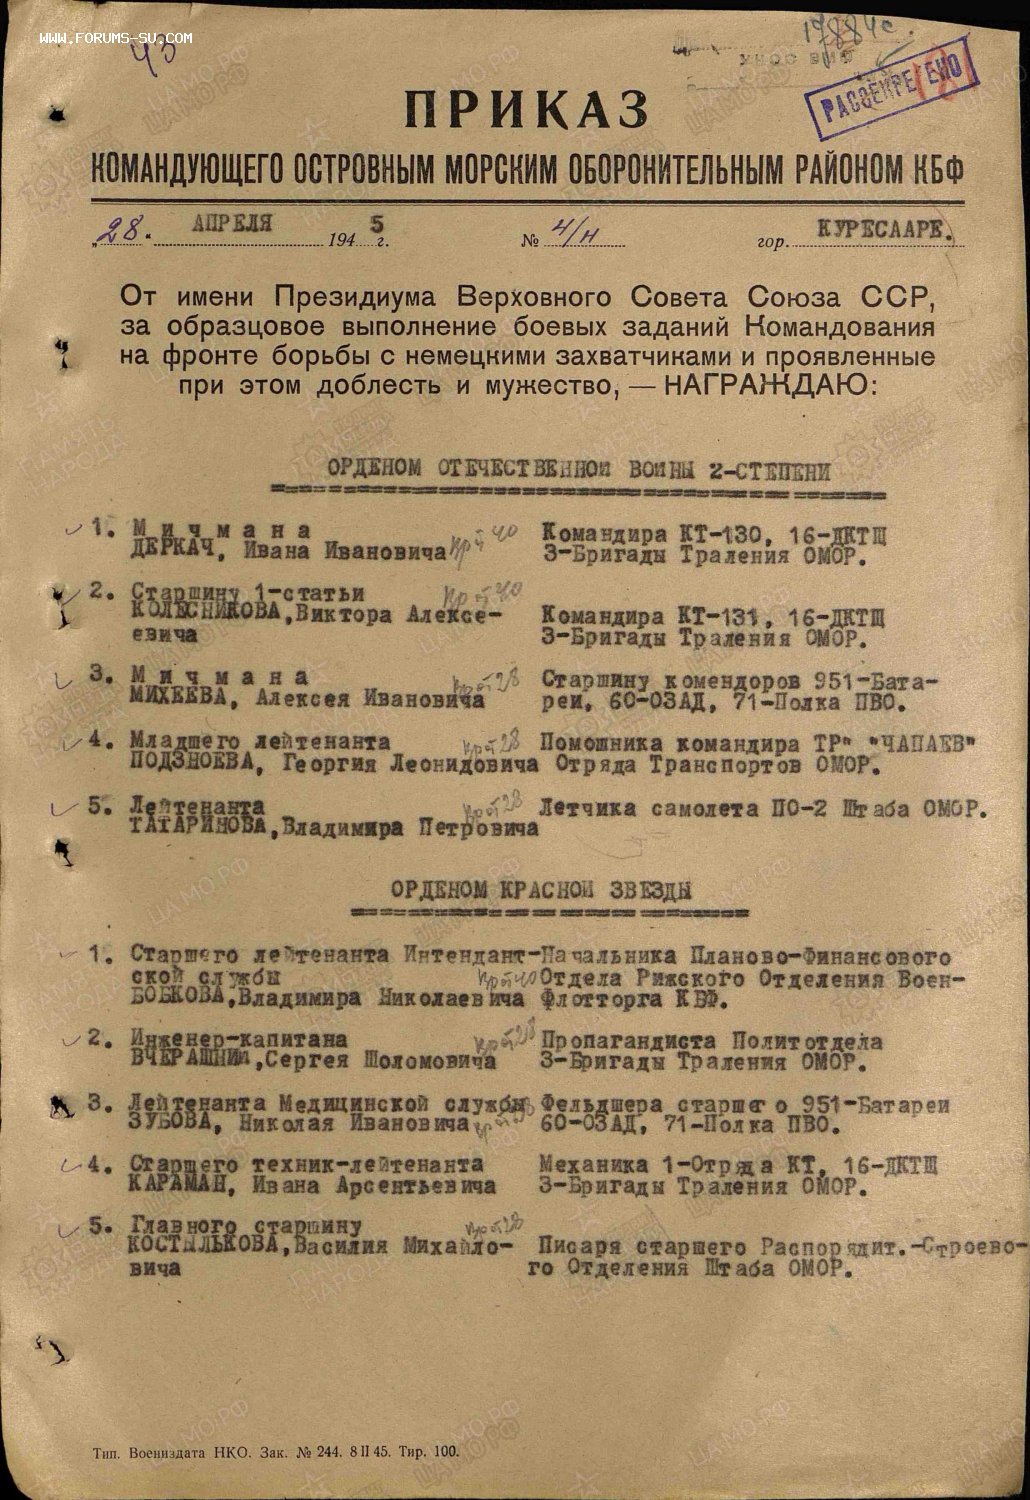 WWW.FORUMS-SU.COM
43
17884с.
РАССЕКРЕЧЕНО
ПРИКАЗ
КОМАНДУЮЩЕГО ОСТРОВНЫМ МОРСКИМ ОБОРОНИТЕЛЬНЫМ РАЙОНОМ КБФ
„28.“ АПРЕЛЯ 1945 г. № 4/н гор. КУРЕСААРЕ.
От имени Президиума Верховного Совета Союза ССР,
за образцовое выполнение боевых заданий Командования
на фронте борьбы с немецкими захватчиками и проявленные
при этом доблесть и мужество, — НАГРАЖДАЮ:
ОРДЕНОМ ОТЕЧЕСТВЕННОЙ ВОЙНЫ 2-СТЕПЕНИ
1. Мичмана
ДЕРКАЧ, Ивана Ивановича Командира КТ-130, 16-ДКТЩ
3-Бригады Траления ОМОР.
2. Старшину 1-статьи
КОЛЕСНИКОВА,Виктора Алексе-
евича Командира КТ-131, 16-ДКТЩ
3-Бригады Траления ОМОР.
3. Мичмана
МИХЕЕВА, Алексея Ивановича Старшину комендоров 951-Бата-
реи, 60-ОЗАД, 71-Полка ПВО.
4. Младшего лейтенанта
ПОДЗНОЕВА, Георгия Леонидовича Помошника командира ТР" "ЧАПАЕВ"
Отряда Транспортов ОМОР.
5. Лейтенанта
ТАТАРИНОВА,Владимира Петровича Летчика самолета ПО-2 Штаба ОМОР.
ОРДЕНОМ КРАСНОЙ ЗВЕЗДЫ
1. Старшего лейтенанта Интендант-
ской службы
БОБКОВА,Владимира Николаевича Начальника Планово-Финансового
Отдела Рижского Отделения Воен-
Флотторга КБФ.
2. Инженер-капитана
ВЧЕРАШНИЙ,Сергея Шоломовича Пропагандиста Политотдела
3-Бригады Траления ОМОР.
3. Лейтенанта Медицинской службы
ЗУБОВА, Николая Ивановича Фельдшера старшего 951-Батареи
60-ОЗАД, 71-Полка ПВО.
4. Старшего техник-лейтенанта
КАРАМАН, Ивана Арсентьевича Механика 1-Отряда КТ, 16-ДКТЩ
3-Бригады Траления ОМОР.
5. Главного старшину
КОСТЫЛЬКОВА,Василия Михайло-
вича Писаря старшего Распорядит.-Строево-
го Отделения Штаба ОМОР.
Тип. Воениздата НКО. Зак. № 244. 8 II 45. Тир. 100.